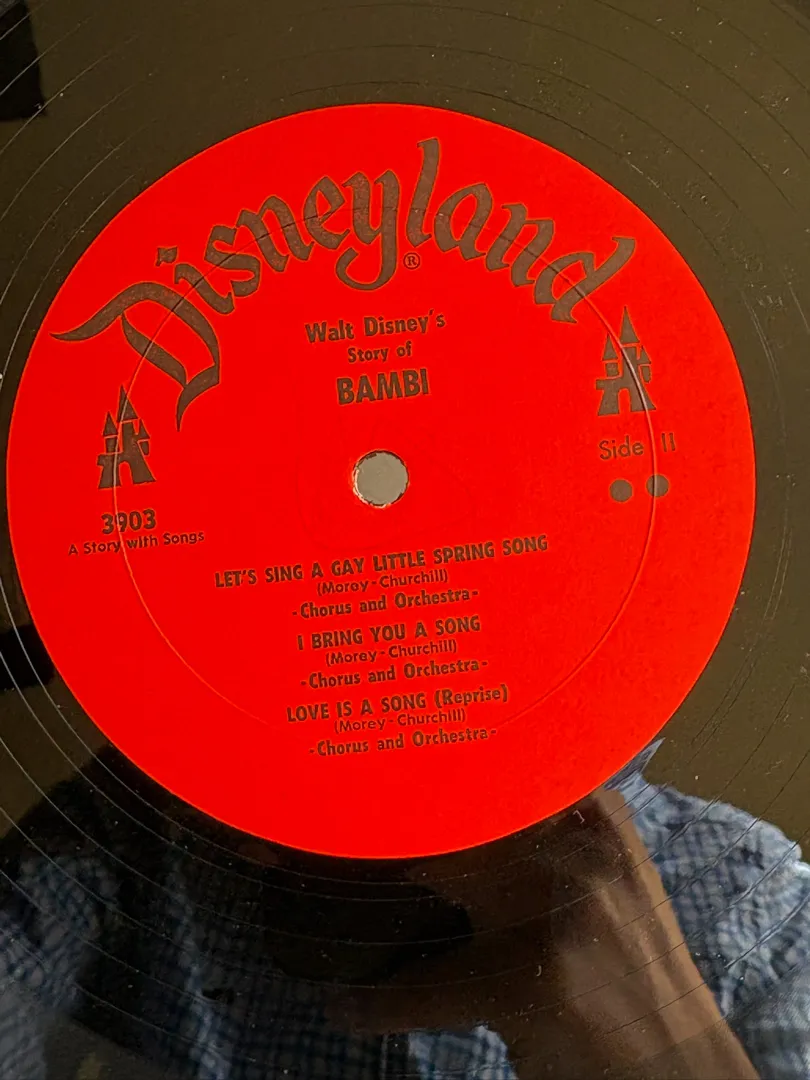 Disneyland
®
Walt Disney's
Story of
BAMBI
Side II
3903
A Story with Songs
LET'S SING A GAY LITTLE SPRING SONG
(Morey-Churchill)
-Chorus and Orchestra-
I BRING YOU A SONG
(Morey-Churchill)
-Chorus and Orchestra-
LOVE IS A SONG (Reprise)
(Morey-Churchill)
-Chorus and Orchestra-